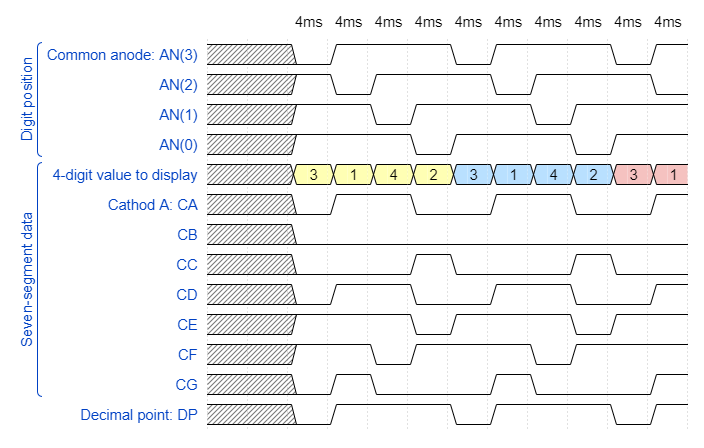 4ms 4ms 4ms 4ms 4ms 4ms 4ms 4ms 4ms 4ms
Digit position
Common anode: AN(3)
AN(2)
AN(1)
AN(0)
Seven-segment data
4-digit value to display 3 1 4 2 3 1 4 2 3 1
Cathod A: CA
CB
CC
CD
CE
CF
CG
Decimal point: DP